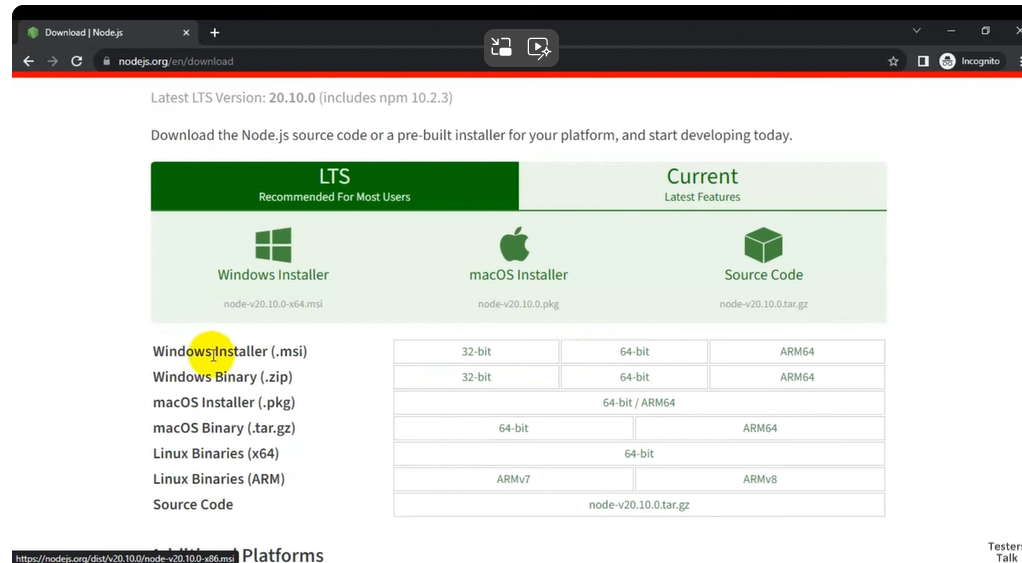 Download | Node.js
nodejs.org/en/download
Incognito
Latest LTS Version: 20.10.0 (includes npm 10.2.3)
Download the Node.js source code or a pre-built installer for your platform, and start developing today.
LTS
Recommended For Most Users
Current
Latest Features
Windows Installer
macOS Installer
Source Code
node-v20.10.0-x64.msi
node-v20.10.0.pkg
node-v20.10.0.tar.gz
Windows Installer (.msi) 32-bit 64-bit ARM64
Windows Binary (.zip) 32-bit 64-bit ARM64
macOS Installer (.pkg) 64-bit / ARM64
macOS Binary (.tar.gz) 64-bit ARM64
Linux Binaries (x64) 64-bit
Linux Binaries (ARM) ARMv7 ARMv8
Source Code node-v20.10.0.tar.gz
Additional Platforms
https://nodejs.org/dist/v20.10.0/node-v20.10.0-x86.msi
Testers
Talk